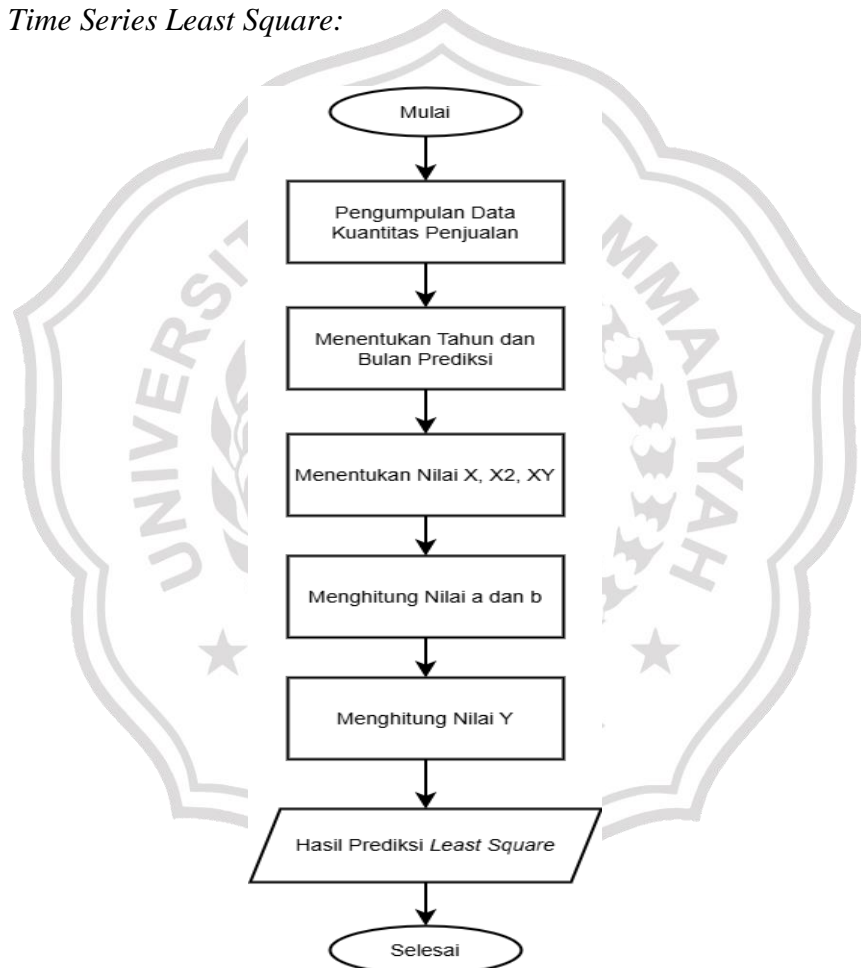 Time Series Least Square:
Mulai
Pengumpulan Data
Kuantitas Penjualan
Menentukan Tahun dan
Bulan Prediksi
Menentukan Nilai X, X2, XY
Menghitung Nilai a dan b
Menghitung Nilai Y
Hasil Prediksi Least Square
Selesai